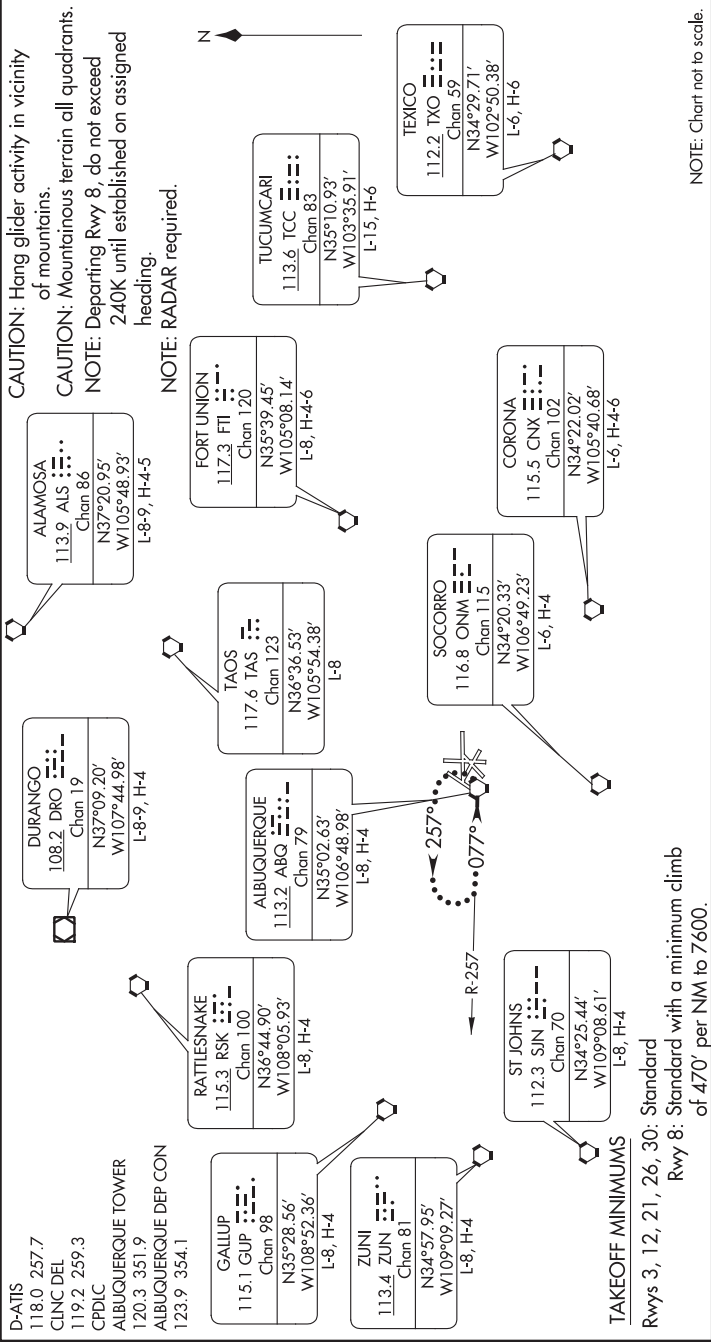 D-ATIS
118.0 257.7
CLNC DEL
119.2 259.3
CPDLC
ALBUQUERQUE TOWER
120.3 351.9
ALBUQUERQUE DEP CON
123.9 354.1
CAUTION: Hang glider activity in vicinity
of mountains.
CAUTION: Mountainous terrain all quadrants.
NOTE: Departing Rwy 8, do not exceed
240K until established on assigned
heading.
NOTE: RADAR required.
N
DURANGO
108.2 DRO
Chan 19
N37°09.20'
W107°44.98'
L-8-9, H-4
ALAMOSA
113.9 ALS
Chan 86
N37°20.95'
W105°48.93'
L-8-9, H-4-5
RATTLESNAKE
115.3 RSK
Chan 100
N36°44.90'
W108°05.93'
L-8, H-4
TAOS
117.6 TAS
Chan 123
N36°36.53'
W105°54.38'
L-8
FORT UNION
117.3 FTI
Chan 120
N35°39.45'
W105°08.14'
L-8, H-4-6
TUCUMCARI
113.6 TCC
Chan 83
N35°10.93'
W103°35.91'
L-15, H-6
GALLUP
115.1 GUP
Chan 98
N35°28.56'
W108°52.36'
L-8, H-4
ALBUQUERQUE
113.2 ABQ
Chan 79
N35°02.63'
W106°48.98'
L-8, H-4
TEXICO
112.2 TXO
Chan 59
N34°29.71'
W102°50.38'
L-6, H-6
ZUNI
113.4 ZUN
Chan 81
N34°57.95'
W109°09.27'
L-8, H-4
257°
077°
R-257
SOCORRO
116.8 ONM
Chan 115
N34°20.33'
W106°49.23'
L-6, H-4
CORONA
115.5 CNX
Chan 102
N34°22.02'
W105°40.68'
L-6, H-4-6
ST JOHNS
112.3 SJN
Chan 70
N34°25.44'
W109°08.61'
L-8, H-4
TAKEOFF MINIMUMS
Rwys 3, 12, 21, 26, 30: Standard
Rwy 8: Standard with a minimum climb
of 470' per NM to 7600.
NOTE: Chart not to scale.